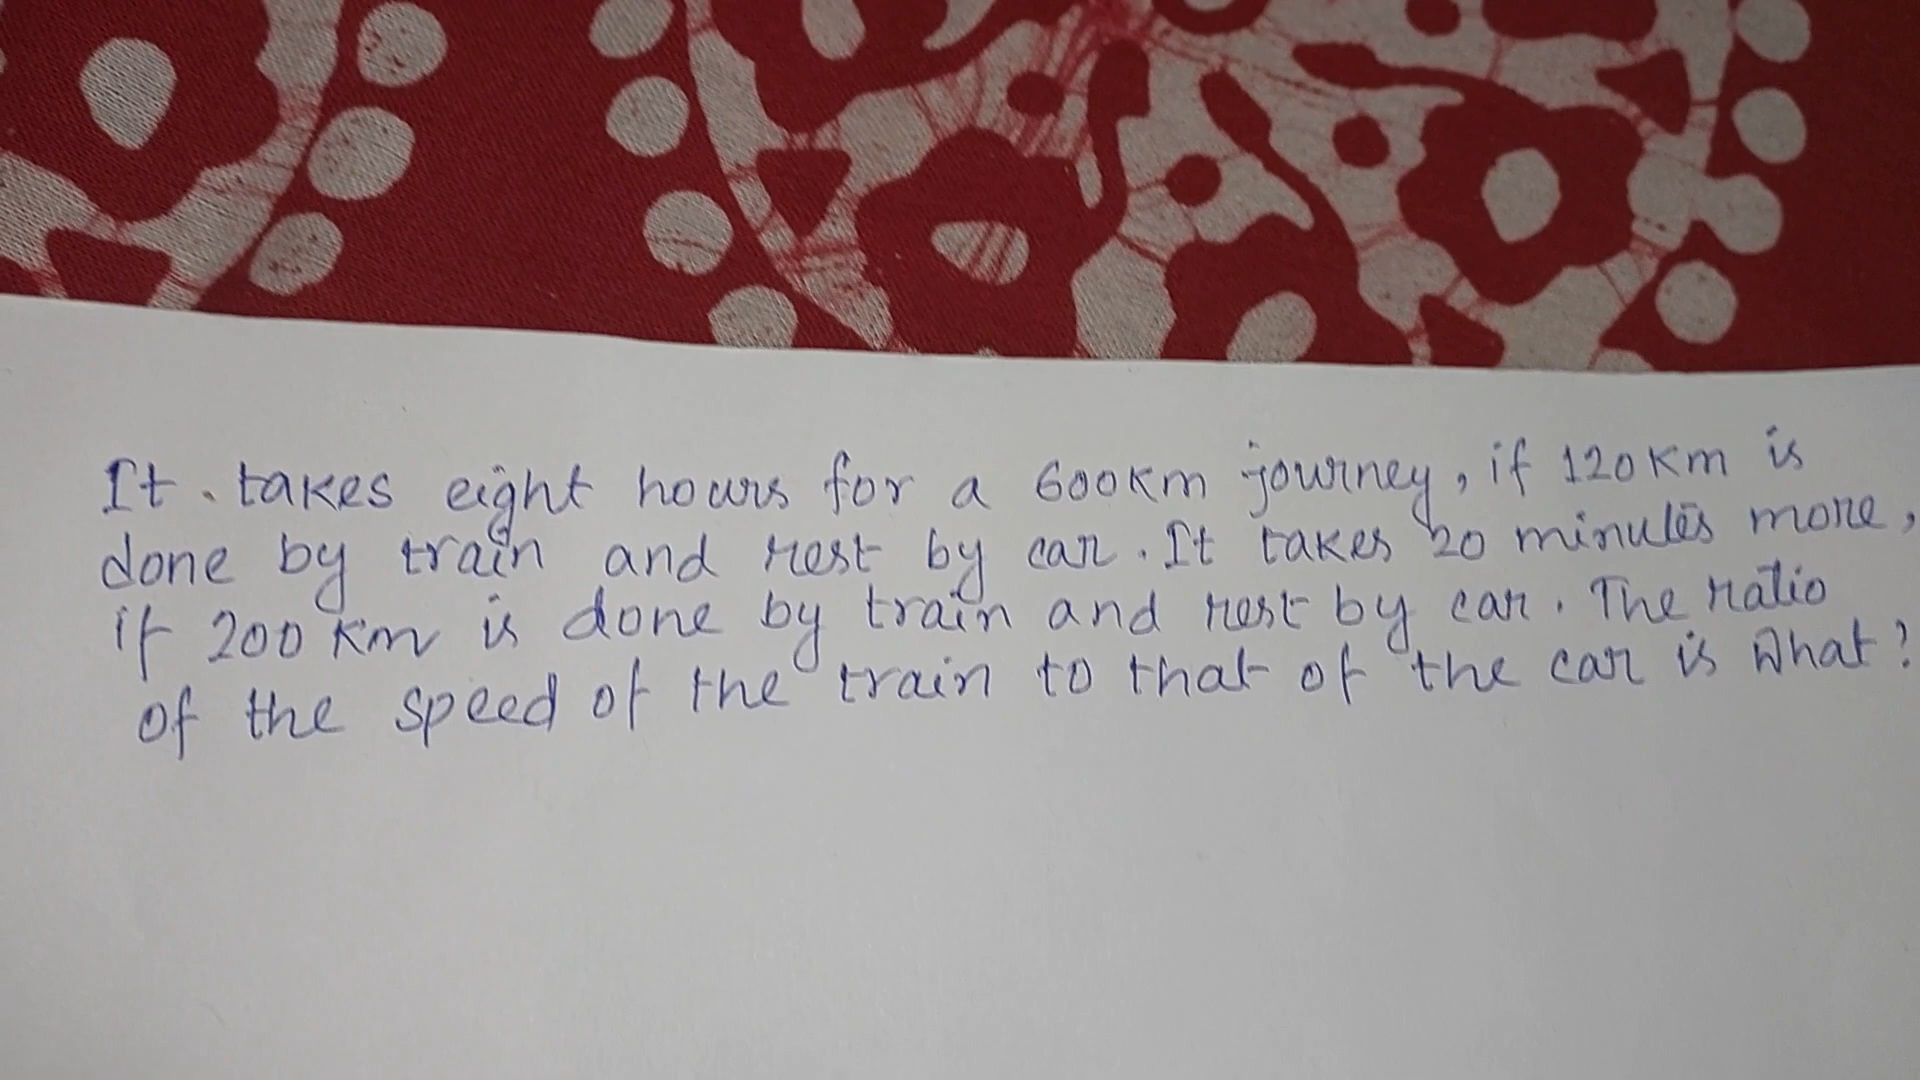 It. takes eight hours for a 600km journey, if 120km is
done by train and rest by car. It takes 20 minutes more,
if 200 km is done by train and rest by car. The ratio
of the speed of the train to that of the car is What?